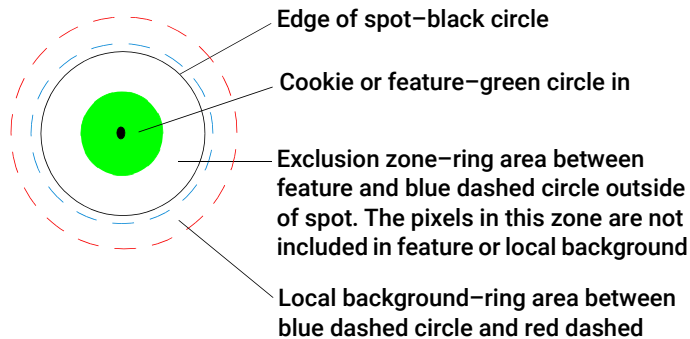 Edge of spot–black circle
Cookie or feature–green circle in
Exclusion zone–ring area between
feature and blue dashed circle outside
of spot. The pixels in this zone are not
included in feature or local background
Local background–ring area between
blue dashed circle and red dashed